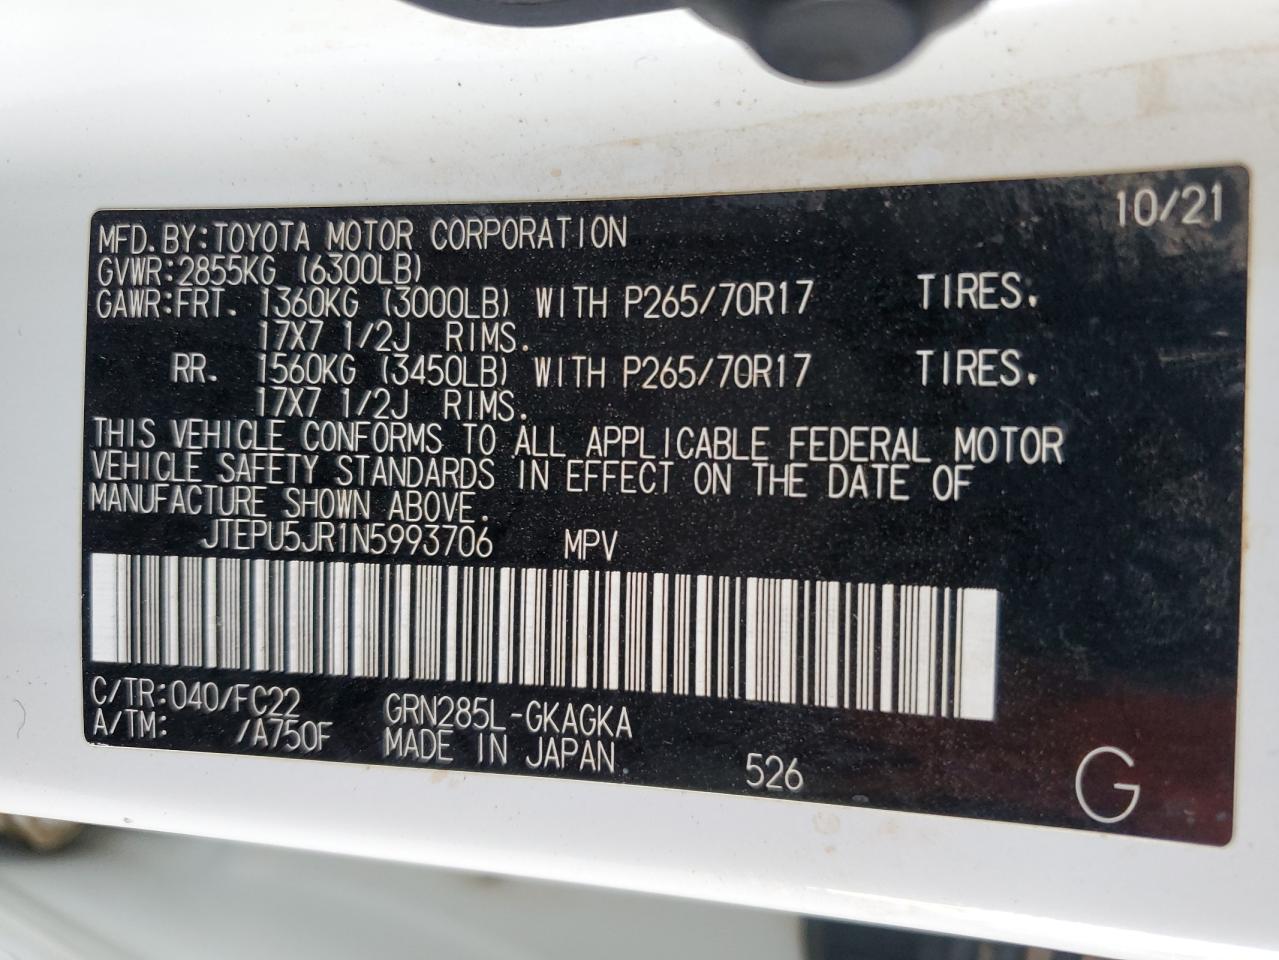 10/21
MFD. BY:TOYOTA MOTOR CORPORATION
GVWR:2855KG (6300LB)
GAWR:FRT. 1360KG (3000LB) WITH P265/70R17 TIRES.
17X7 1/2J RIMS.
RR. 1560KG (3450LB) WITH P265/70R17 TIRES.
17X7 1/2J RIMS.
THIS VEHICLE CONFORMS TO ALL APPLICABLE FEDERAL MOTOR
VEHICLE SAFETY STANDARDS IN EFFECT ON THE DATE OF
MANUFACTURE SHOWN ABOVE.
JTEPU5JR1N5993706 MPV
C/TR:040/FC22 GRN285L-GKAGKA
A/TM: /A750F MADE IN JAPAN 526
G